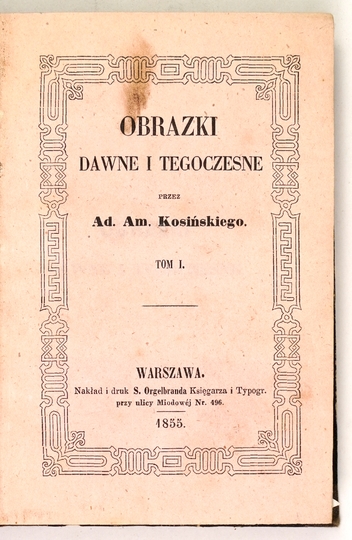 OBRAZKI
DAWNE I TEGOCZESNE
PRZEZ
Ad. Am. Kosińskiego.
TOM I.
WARSZAWA.
Nakład i druk S. Orgelbranda Księgarza i Typogr.
przy ulicy Miodowéj Nr. 496.
1855.